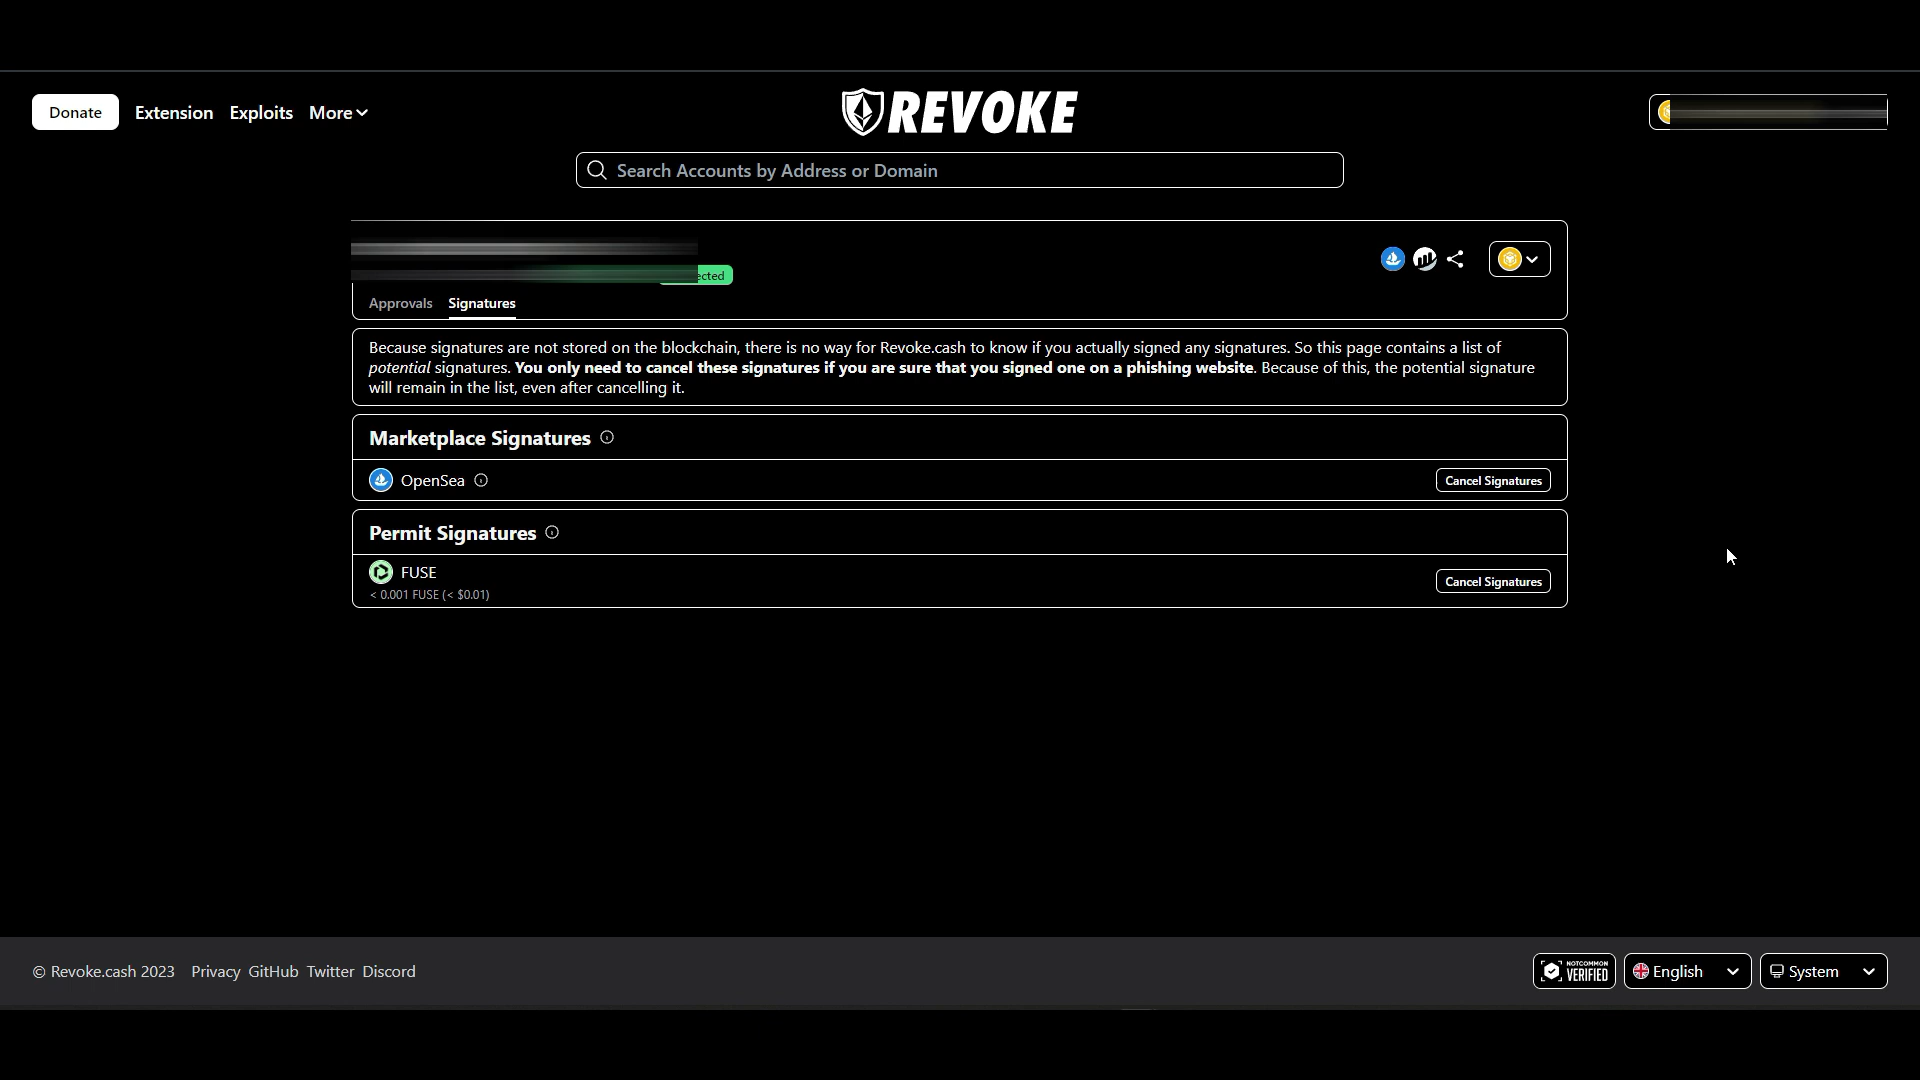 Donate Extension Exploits More
REVOKE
Search Accounts by Address or Domain
Approvals Signatures
Because signatures are not stored on the blockchain, there is no way for Revoke.cash to know if you actually signed any signatures. So this page contains a list of
potential signatures. You only need to cancel these signatures if you are sure that you signed one on a phishing website. Because of this, the potential signature
will remain in the list, even after cancelling it.
Marketplace Signatures
OpenSea
Cancel Signatures
Permit Signatures
FUSE
< 0.001 FUSE (< $0.01)
Cancel Signatures
© Revoke.cash 2023 Privacy GitHub Twitter Discord
NOTCOMMON
VERIFIED
English
System